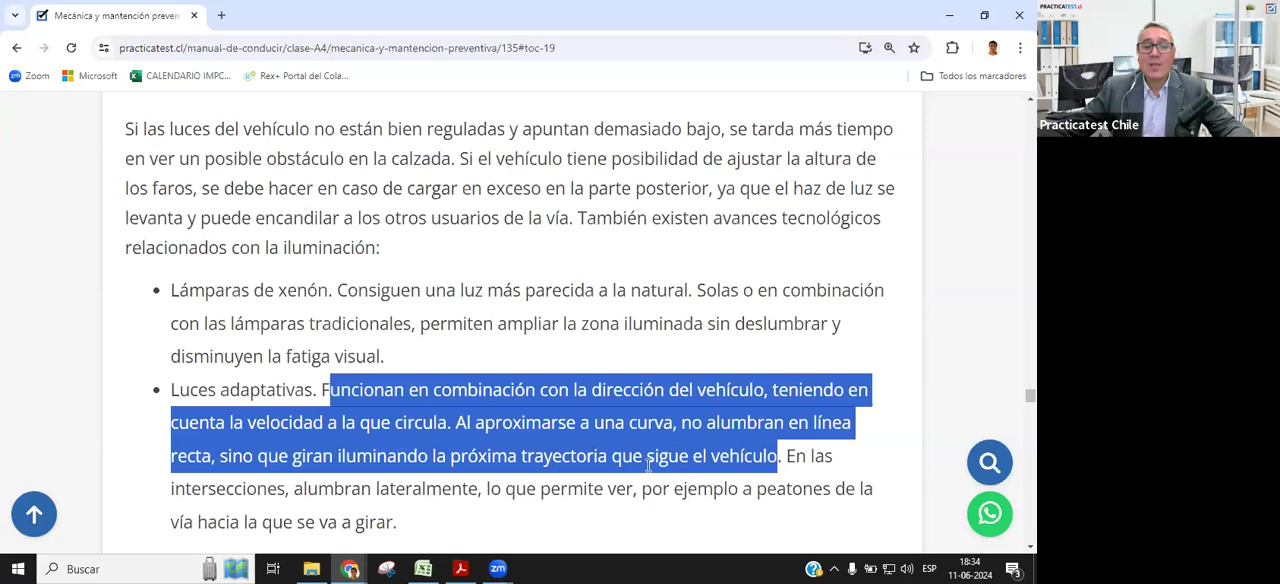 Mecánica y mantención preven
practicatest.cl/manual-de-conducir/clase-A4/mecanica-y-mantencion-preventiva/135#toc-19
Zoom
Microsoft
CALENDARIO IMPC...
Rex+ Portal del Cola...
Todos los marcadores
PRACTICATEST.cl
Practicatest Chile
Si las luces del vehículo no están bien reguladas y apuntan demasiado bajo, se tarda más tiempo
en ver un posible obstáculo en la calzada. Si el vehículo tiene posibilidad de ajustar la altura de
los faros, se debe hacer en caso de cargar en exceso en la parte posterior, ya que el haz de luz se
levanta y puede encandilar a los otros usuarios de la vía. También existen avances tecnológicos
relacionados con la iluminación:
• Lámparas de xenón. Consiguen una luz más parecida a la natural. Solas o en combinación
con las lámparas tradicionales, permiten ampliar la zona iluminada sin deslumbrar y
disminuyen la fatiga visual.
• Luces adaptativas. Funcionan en combinación con la dirección del vehículo, teniendo en
cuenta la velocidad a la que circula. Al aproximarse a una curva, no alumbran en línea
recta, sino que giran iluminando la próxima trayectoria que sigue el vehículo. En las
intersecciones, alumbran lateralmente, lo que permite ver, por ejemplo a peatones de la
vía hacia la que se va a girar.
Buscar
zm
ESP
18:34
11-06-2024
3